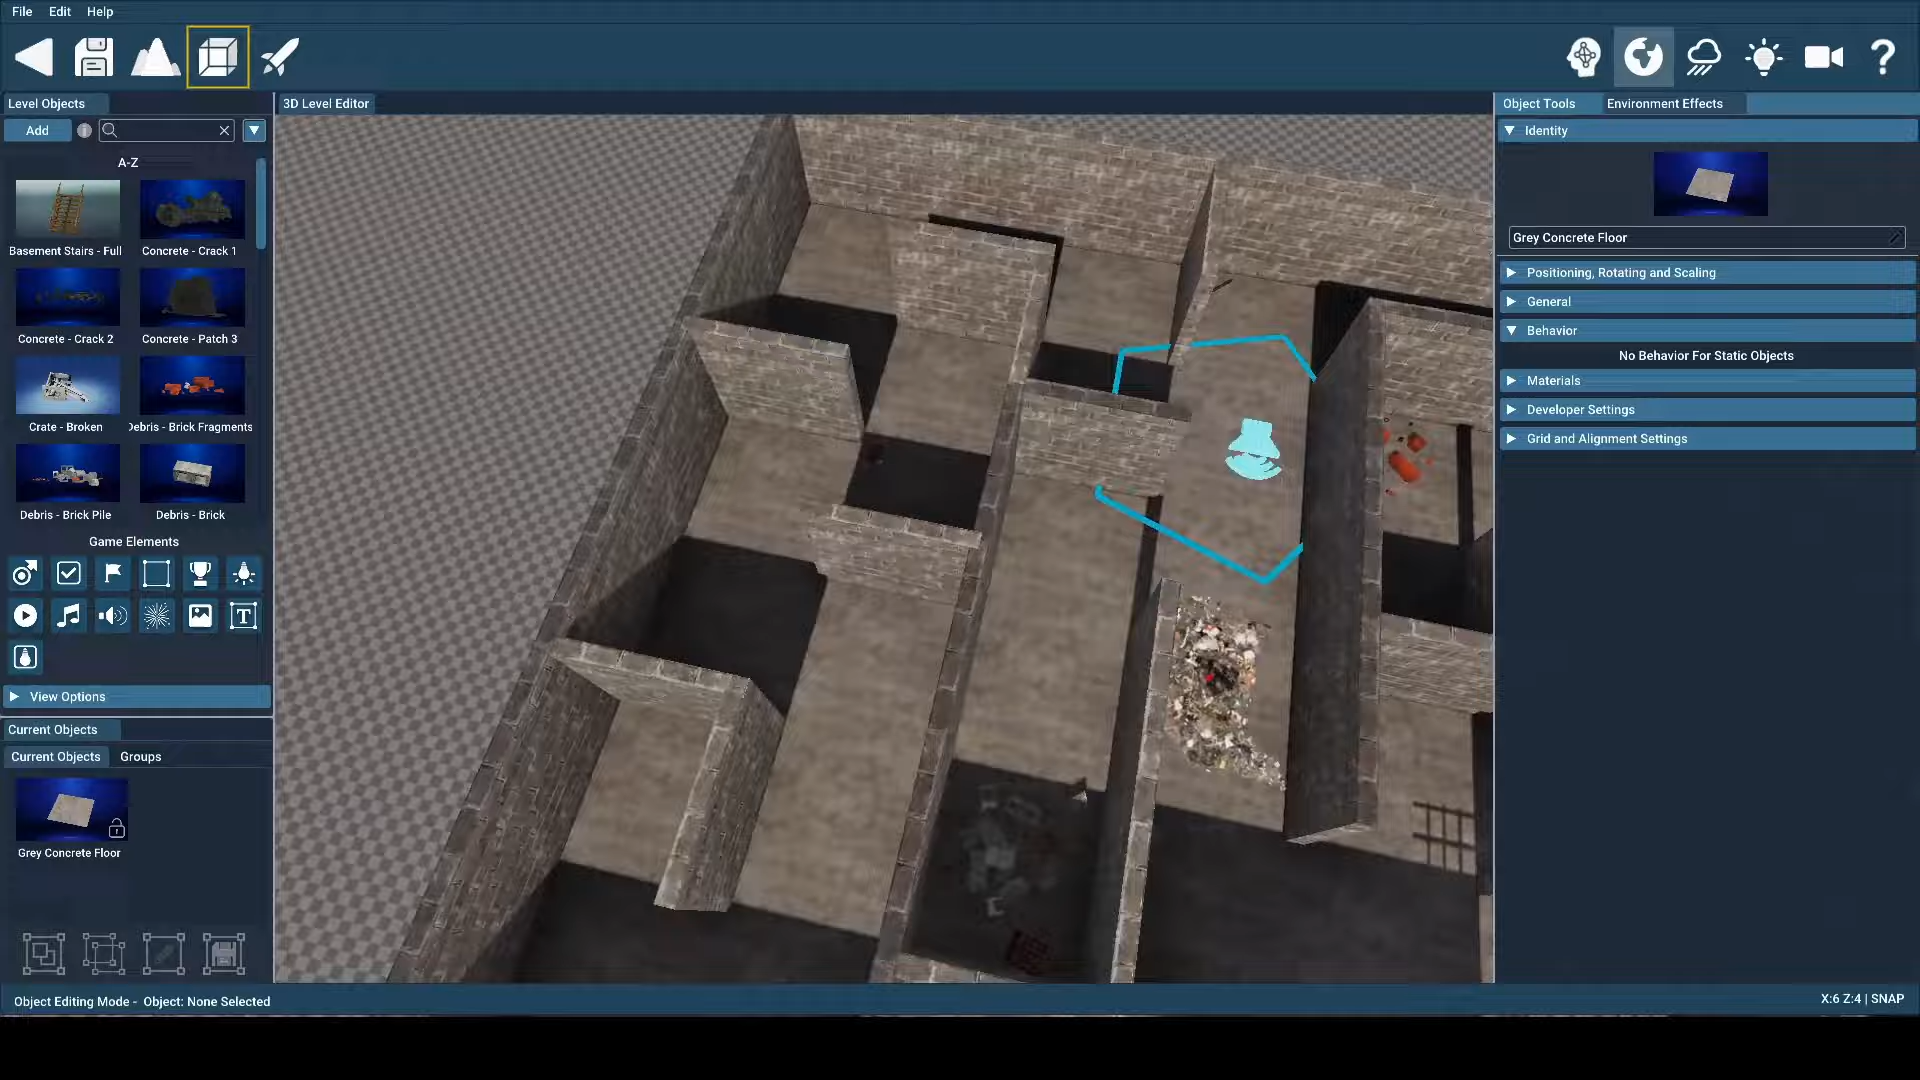 File Edit Help
Level Objects
3D Level Editor
Object Tools Environment Effects
Add
Identity
A-Z
Basement Stairs - Full Concrete - Crack 1
Concrete - Crack 2 Concrete - Patch 3
Crate - Broken Debris - Brick Fragments
Debris - Brick Pile Debris - Brick
Game Elements
T
View Options
Current Objects
Current Objects Groups
Grey Concrete Floor
Grey Concrete Floor
Positioning, Rotating and Scaling
General
Behavior
No Behavior For Static Objects
Materials
Developer Settings
Grid and Alignment Settings
Object Editing Mode - Object: None Selected
X:6 Z:4 | SNAP